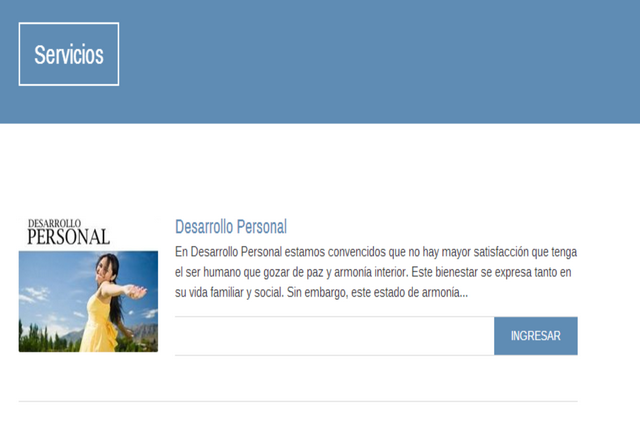 Servicios
DESARROLLO
PERSONAL
Desarrollo Personal
En Desarrollo Personal estamos convencidos que no hay mayor satisfacción que tenga
el ser humano que gozar de paz y armonía interior. Este bienestar se expresa tanto en
su vida familiar y social. Sin embargo, este estado de armonía...
INGRESAR